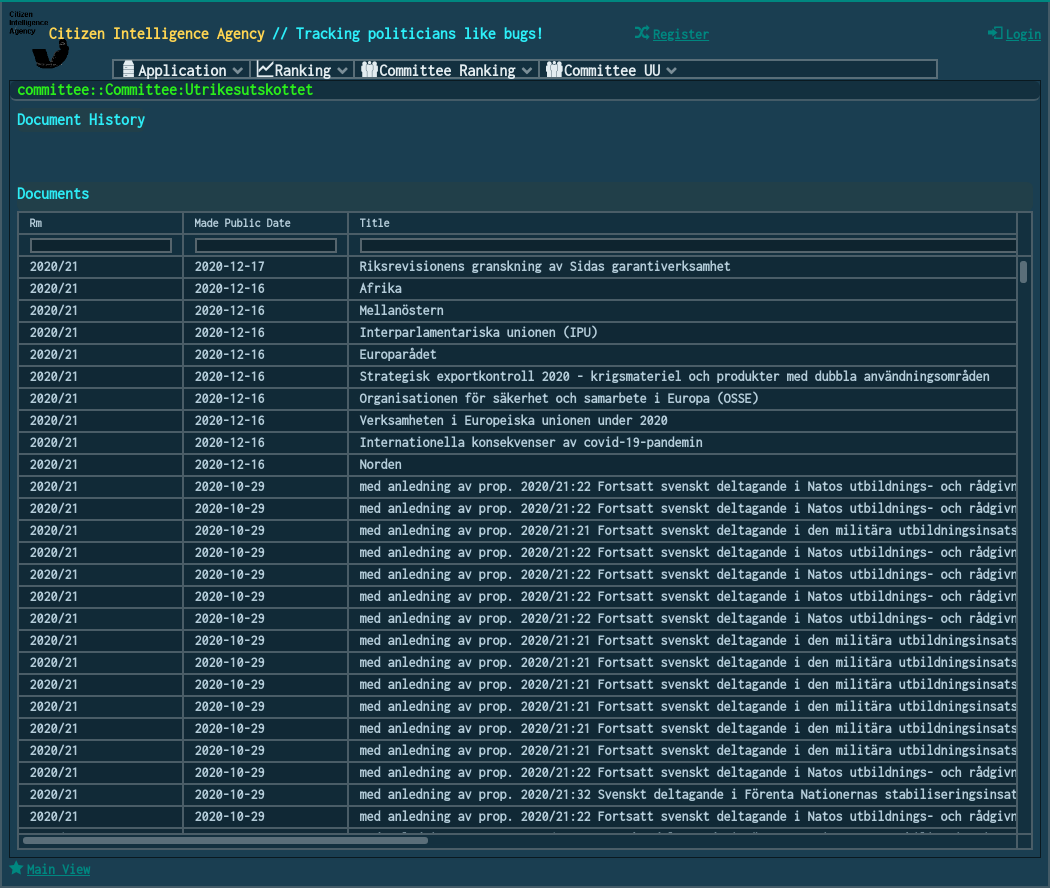 Citizen
Intelligence
Agency
Citizen Intelligence Agency // Tracking politicians like bugs!
Register
Login
Application Ranking Committee Ranking Committee UU
committee::Committee:Utrikesutskottet
Document History
Documents
Rm Made Public Date Title
2020/21 2020-12-17 Riksrevisionens granskning av Sidas garantiverksamhet
2020/21 2020-12-16 Afrika
2020/21 2020-12-16 Mellanöstern
2020/21 2020-12-16 Interparlamentariska unionen (IPU)
2020/21 2020-12-16 Europarådet
2020/21 2020-12-16 Strategisk exportkontroll 2020 - krigsmateriel och produkter med dubbla användningsområden
2020/21 2020-12-16 Organisationen för säkerhet och samarbete i Europa (OSSE)
2020/21 2020-12-16 Verksamheten i Europeiska unionen under 2020
2020/21 2020-12-16 Internationella konsekvenser av covid-19-pandemin
2020/21 2020-12-16 Norden
2020/21 2020-10-29 med anledning av prop. 2020/21:22 Fortsatt svenskt deltagande i Natos utbildnings- och rådgivn
2020/21 2020-10-29 med anledning av prop. 2020/21:22 Fortsatt svenskt deltagande i Natos utbildnings- och rådgivn
2020/21 2020-10-29 med anledning av prop. 2020/21:21 Fortsatt svenskt deltagande i den militära utbildningsinsats
2020/21 2020-10-29 med anledning av prop. 2020/21:22 Fortsatt svenskt deltagande i Natos utbildnings- och rådgivn
2020/21 2020-10-29 med anledning av prop. 2020/21:22 Fortsatt svenskt deltagande i Natos utbildnings- och rådgivn
2020/21 2020-10-29 med anledning av prop. 2020/21:22 Fortsatt svenskt deltagande i Natos utbildnings- och rådgivn
2020/21 2020-10-29 med anledning av prop. 2020/21:22 Fortsatt svenskt deltagande i Natos utbildnings- och rådgivn
2020/21 2020-10-29 med anledning av prop. 2020/21:21 Fortsatt svenskt deltagande i den militära utbildningsinsats
2020/21 2020-10-29 med anledning av prop. 2020/21:21 Fortsatt svenskt deltagande i den militära utbildningsinsats
2020/21 2020-10-29 med anledning av prop. 2020/21:21 Fortsatt svenskt deltagande i den militära utbildningsinsats
2020/21 2020-10-29 med anledning av prop. 2020/21:21 Fortsatt svenskt deltagande i den militära utbildningsinsats
2020/21 2020-10-29 med anledning av prop. 2020/21:21 Fortsatt svenskt deltagande i den militära utbildningsinsats
2020/21 2020-10-29 med anledning av prop. 2020/21:21 Fortsatt svenskt deltagande i den militära utbildningsinsats
2020/21 2020-10-29 med anledning av prop. 2020/21:22 Fortsatt svenskt deltagande i Natos utbildnings- och rådgivn
2020/21 2020-10-29 med anledning av prop. 2020/21:32 Svenskt deltagande i Förenta Nationernas stabiliseringsinsat
2020/21 2020-10-29 med anledning av prop. 2020/21:22 Fortsatt svenskt deltagande i Natos utbildnings- och rådgivn
Main View